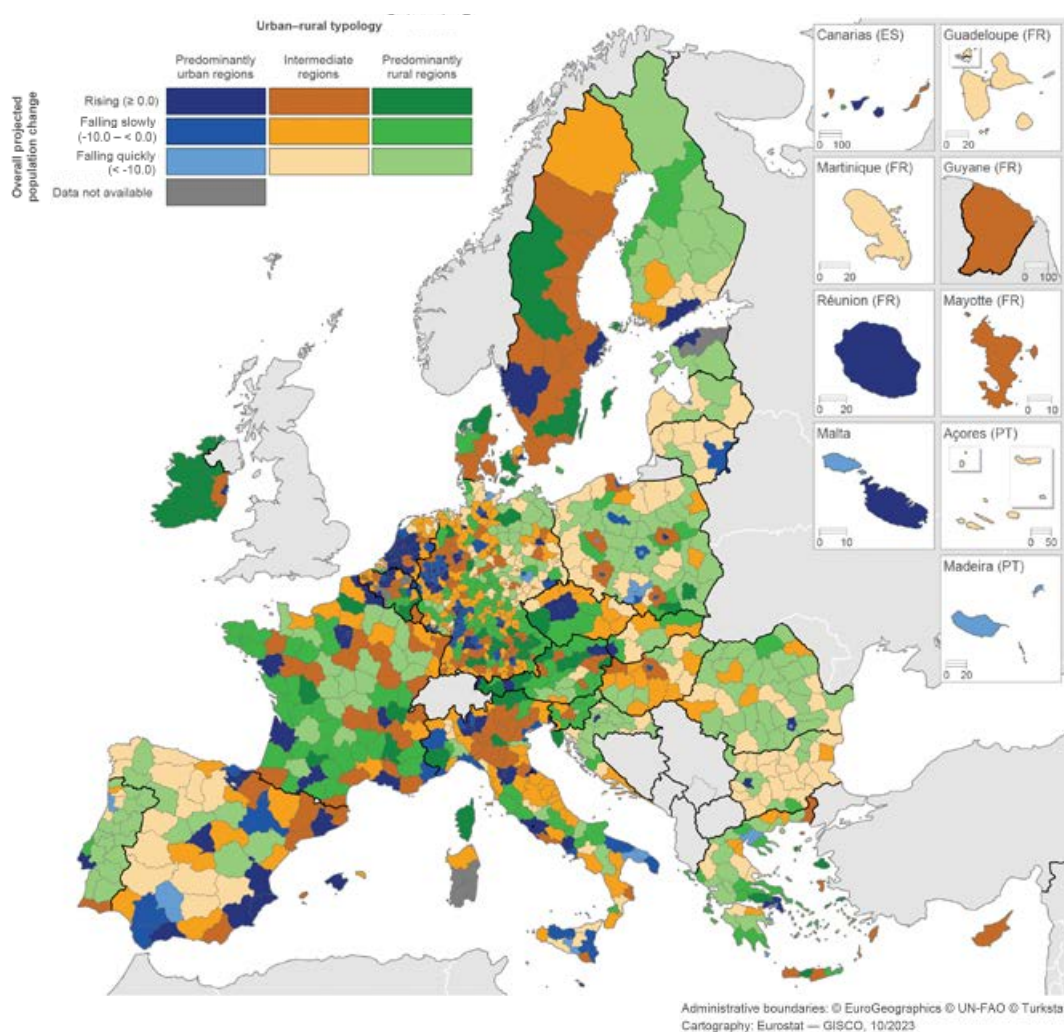 Urban–rural typology
Predominantly
urban regions
Intermediate
regions
Predominantly
rural regions
Overall projected
population change
Rising (≥ 0.0)
Falling slowly
(-10.0 – < 0.0)
Falling quickly
(< -10.0)
Data not available
Canarias (ES)
0 100
Guadeloupe (FR)
0 20
Martinique (FR)
0 20
Guyane (FR)
0 100
Réunion (FR)
0 20
Mayotte (FR)
0 10
Malta
0 10
Açores (PT)
0 50
Madeira (PT)
0 20
Administrative boundaries: © EuroGeographics © UN–FAO © Turksta
Cartography: Eurostat — GISCO, 10/2023